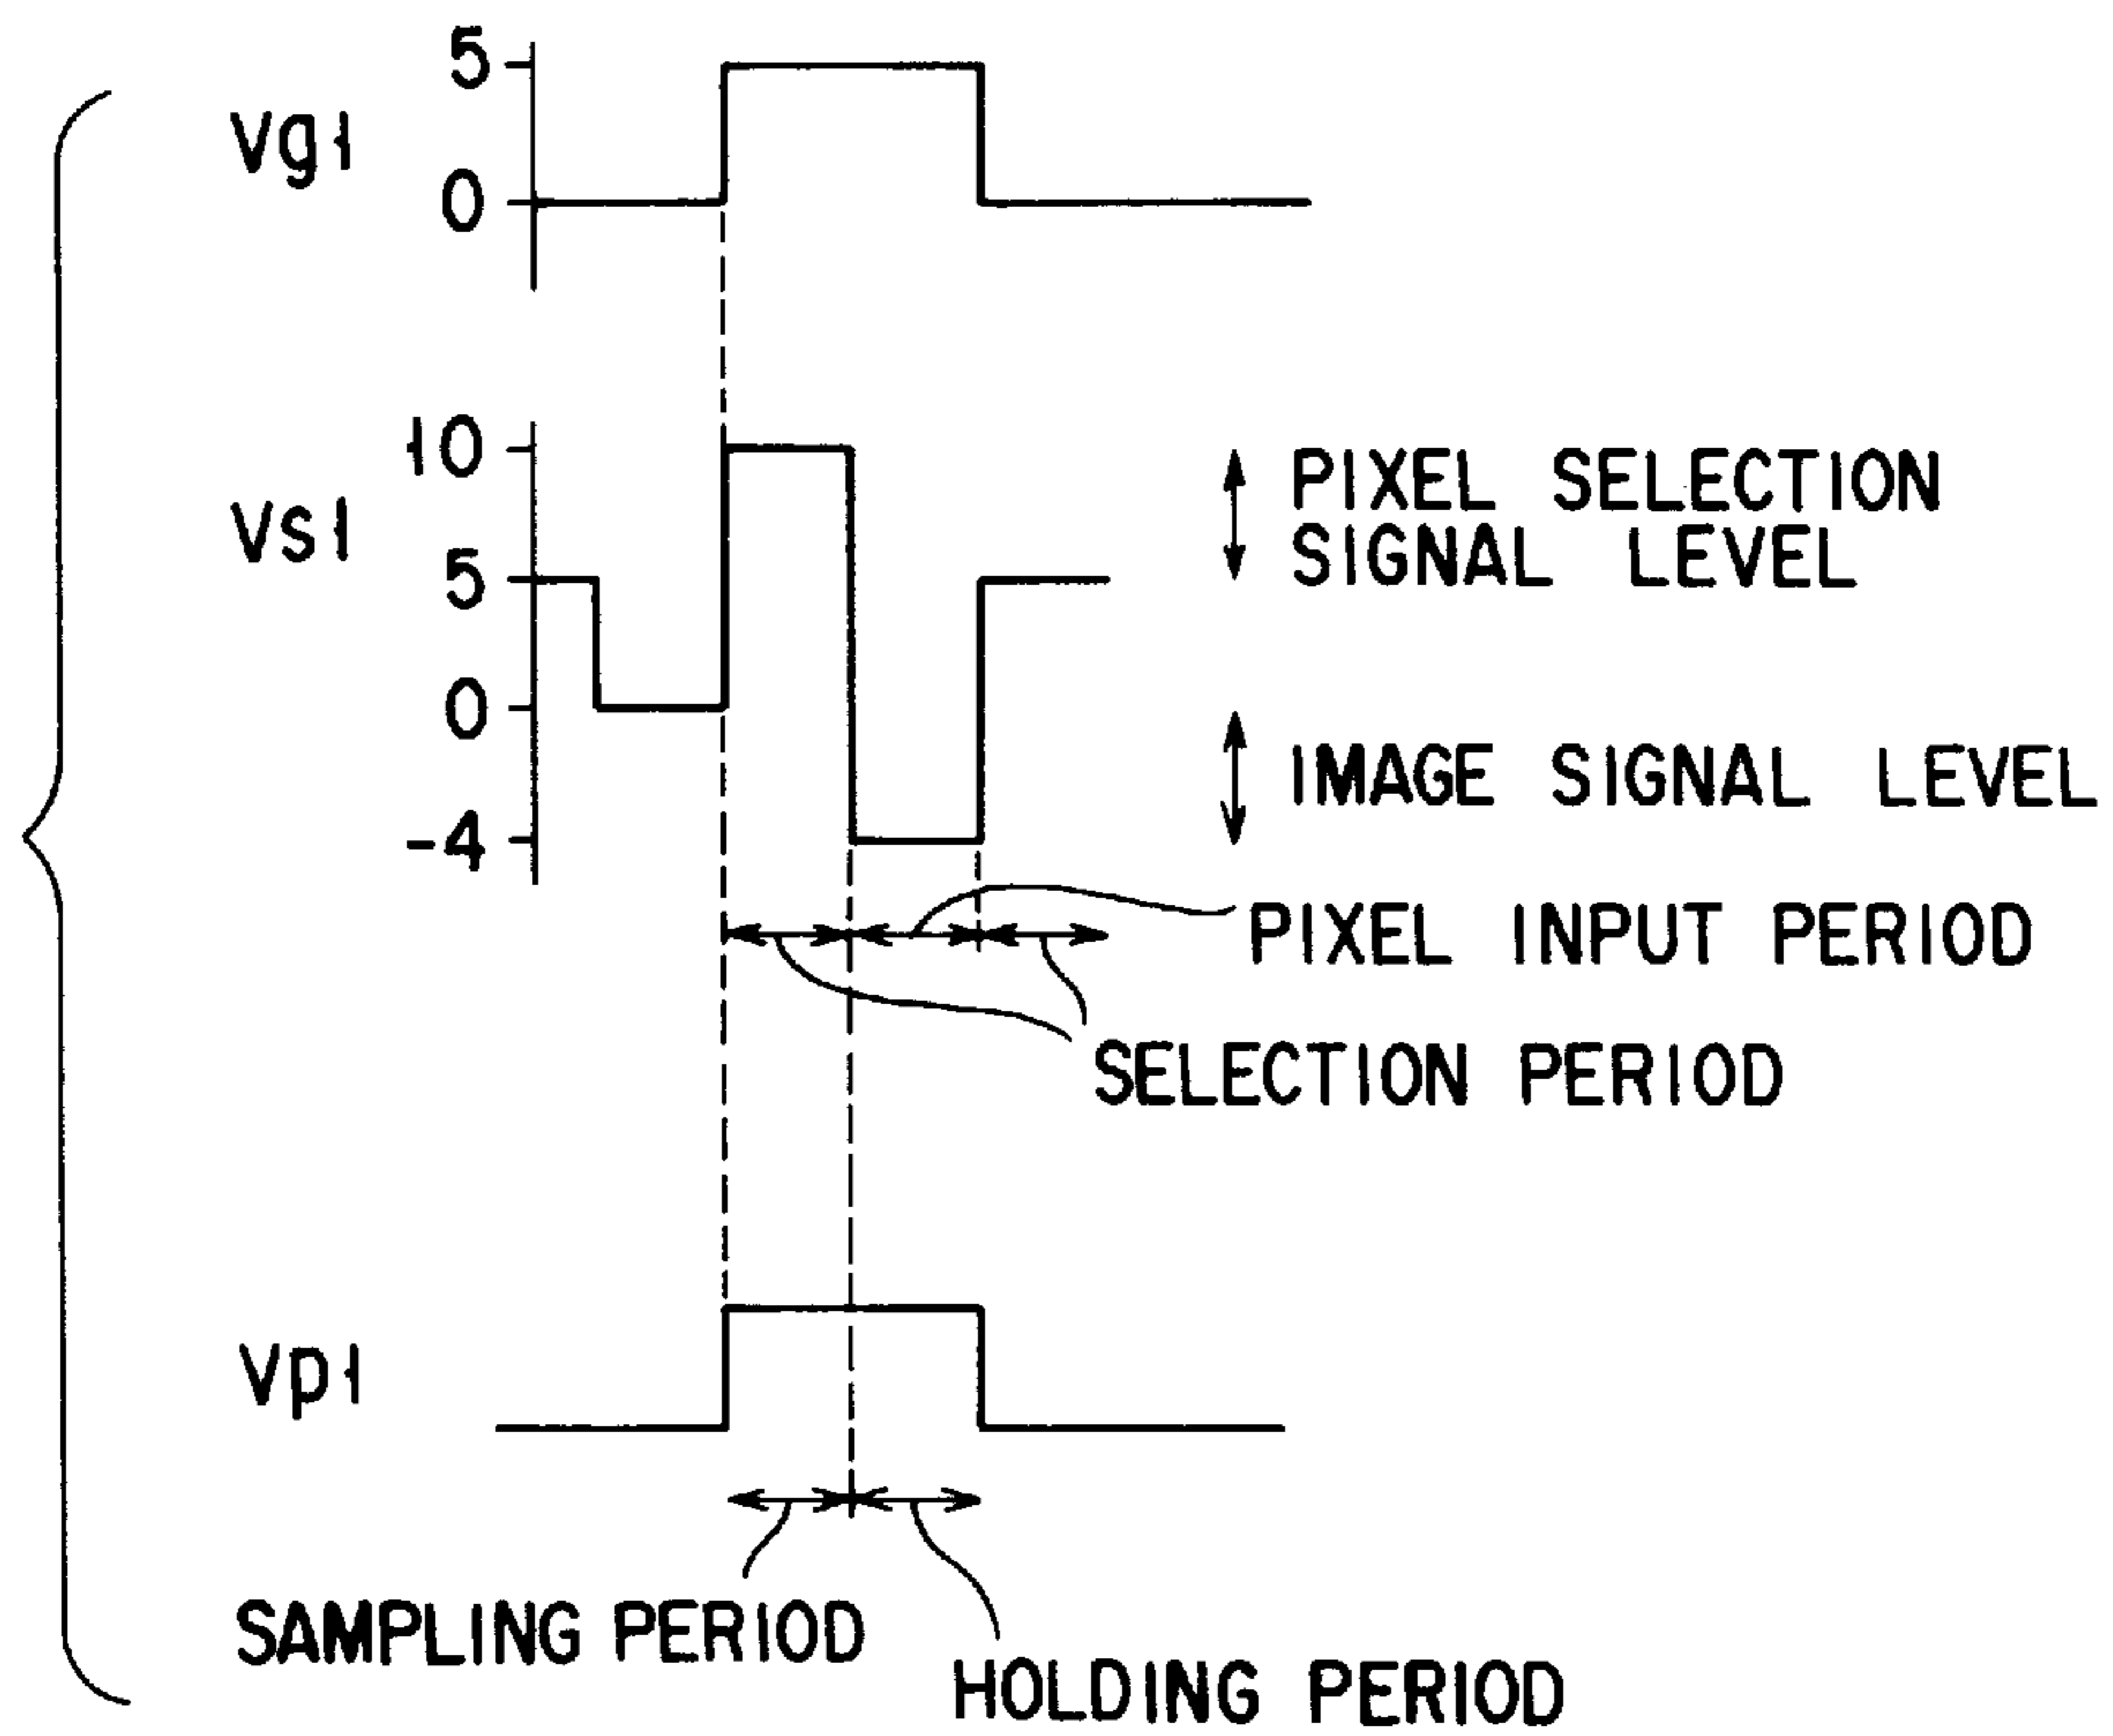 5
Vg1
0
10
PIXEL SELECTION
SIGNAL LEVEL
Vs1
5
0
IMAGE SIGNAL LEVEL
-4
PIXEL INPUT PERIOD
SELECTION PERIOD
Vp1
SAMPLING PERIOD
HOLDING PERIOD